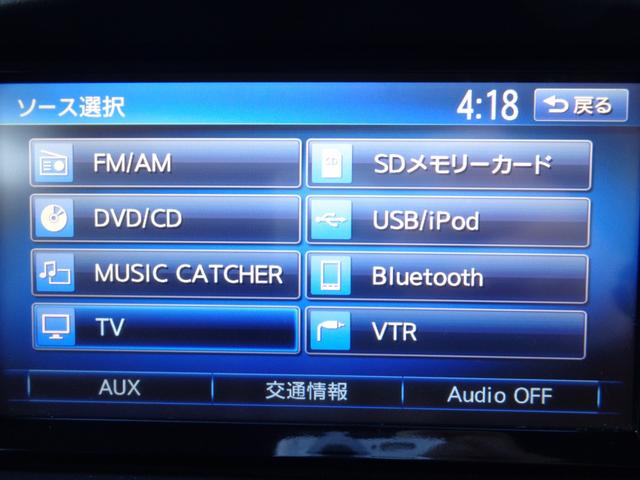 ソース選択
4:18
戻る
FM/AM
SDメモリーカード
SD
DVD/CD
USB/iPod
MUSIC CATCHER
Bluetooth
TV
VTR
AUX
交通情報
Audio OFF